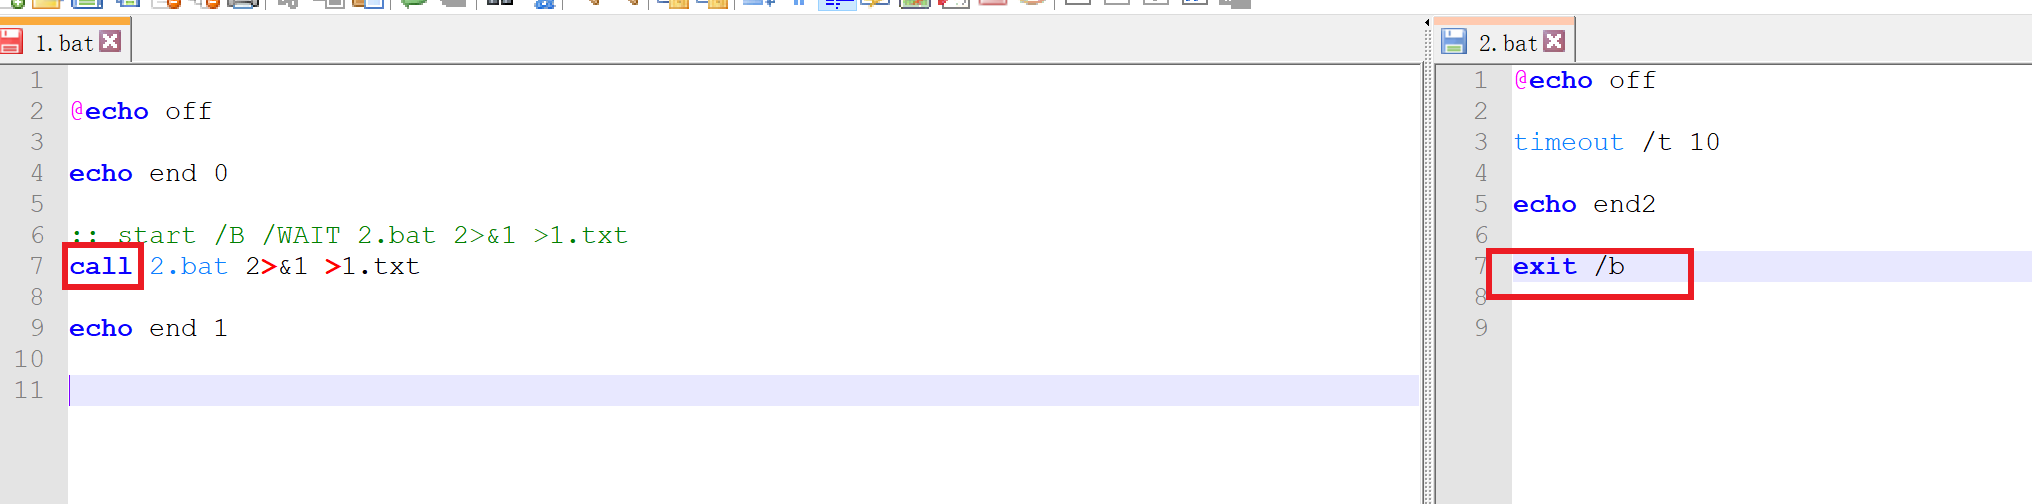 1.bat
1
2 @echo off
3
4 echo end 0
5
6 :: start /B /WAIT 2.bat 2>&1 >1.txt
7 call 2.bat 2>&1 >1.txt
8
9 echo end 1
10
11
2.bat
1 @echo off
2
3 timeout /t 10
4
5 echo end2
6
7 exit /b
8
9